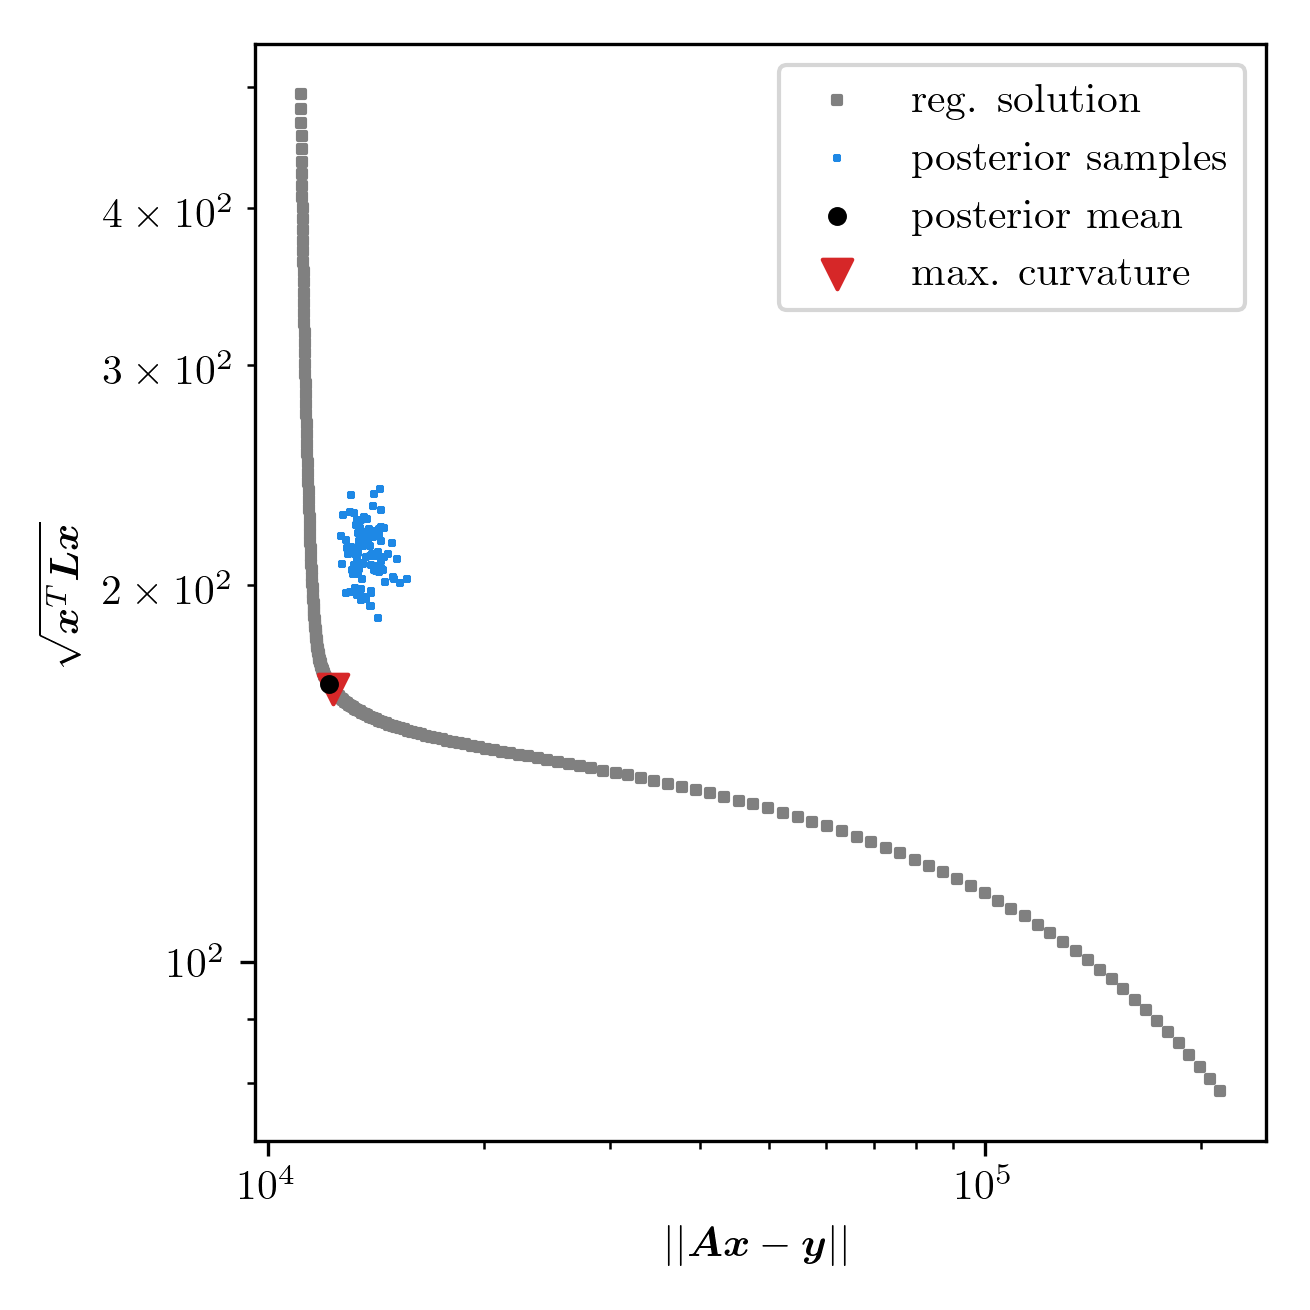 reg. solution
posterior samples
posterior mean
max. curvature
4 × 10²
3 × 10²
2 × 10²
10²
√xᵀLx
10⁴
10⁵
||Ax − y||